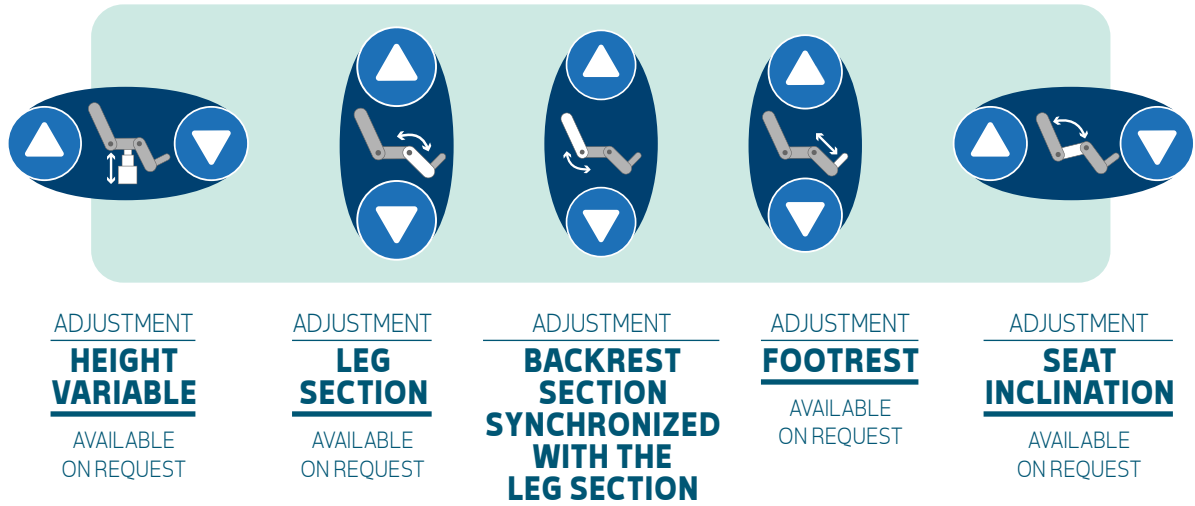 ADJUSTMENT
HEIGHT
VARIABLE
AVAILABLE
ON REQUEST
ADJUSTMENT
LEG
SECTION
AVAILABLE
ON REQUEST
ADJUSTMENT
BACKREST
SECTION
SYNCHRONIZED
WITH THE
LEG SECTION
ADJUSTMENT
FOOTREST
AVAILABLE
ON REQUEST
ADJUSTMENT
SEAT
INCLINATION
AVAILABLE
ON REQUEST